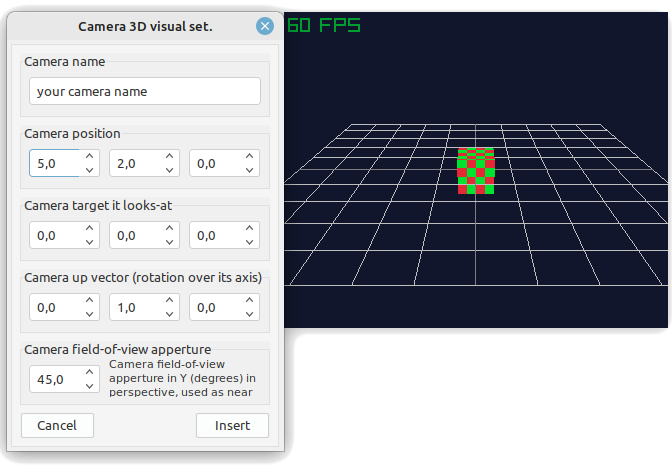 Camera 3D visual set.
60 FPS
Camera name
your camera name
Camera position
5,0 2,0 0,0
Camera target it looks-at
0,0 0,0 0,0
Camera up vector (rotation over its axis)
0,0 1,0 0,0
Camera field-of-view apperture
45,0
Camera field-of-view
apperture in Y (degrees) in
perspective, used as near
Cancel Insert